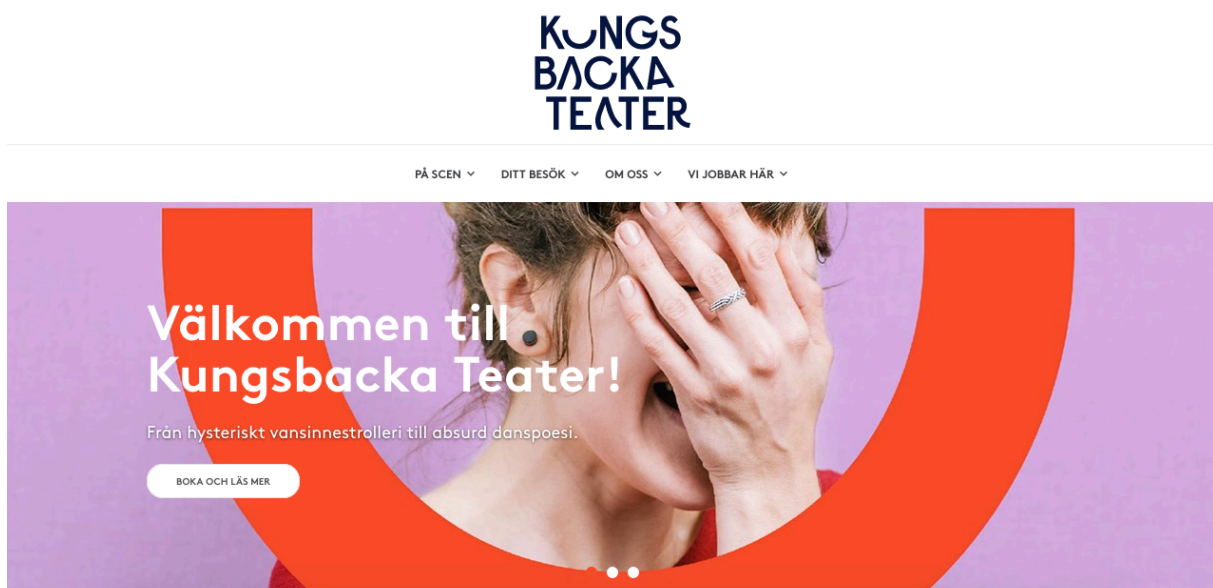 KUNGS
BACKA
TEATER
PÅ SCEN
DITT BESÖK
OM OSS
VI JOBBAR HÄR
Välkommen till
Kungsbacka Teater!
Från hysteriskt vansinnestrolleri till absurd danspoesi.
BOKA OCH LÄS MER